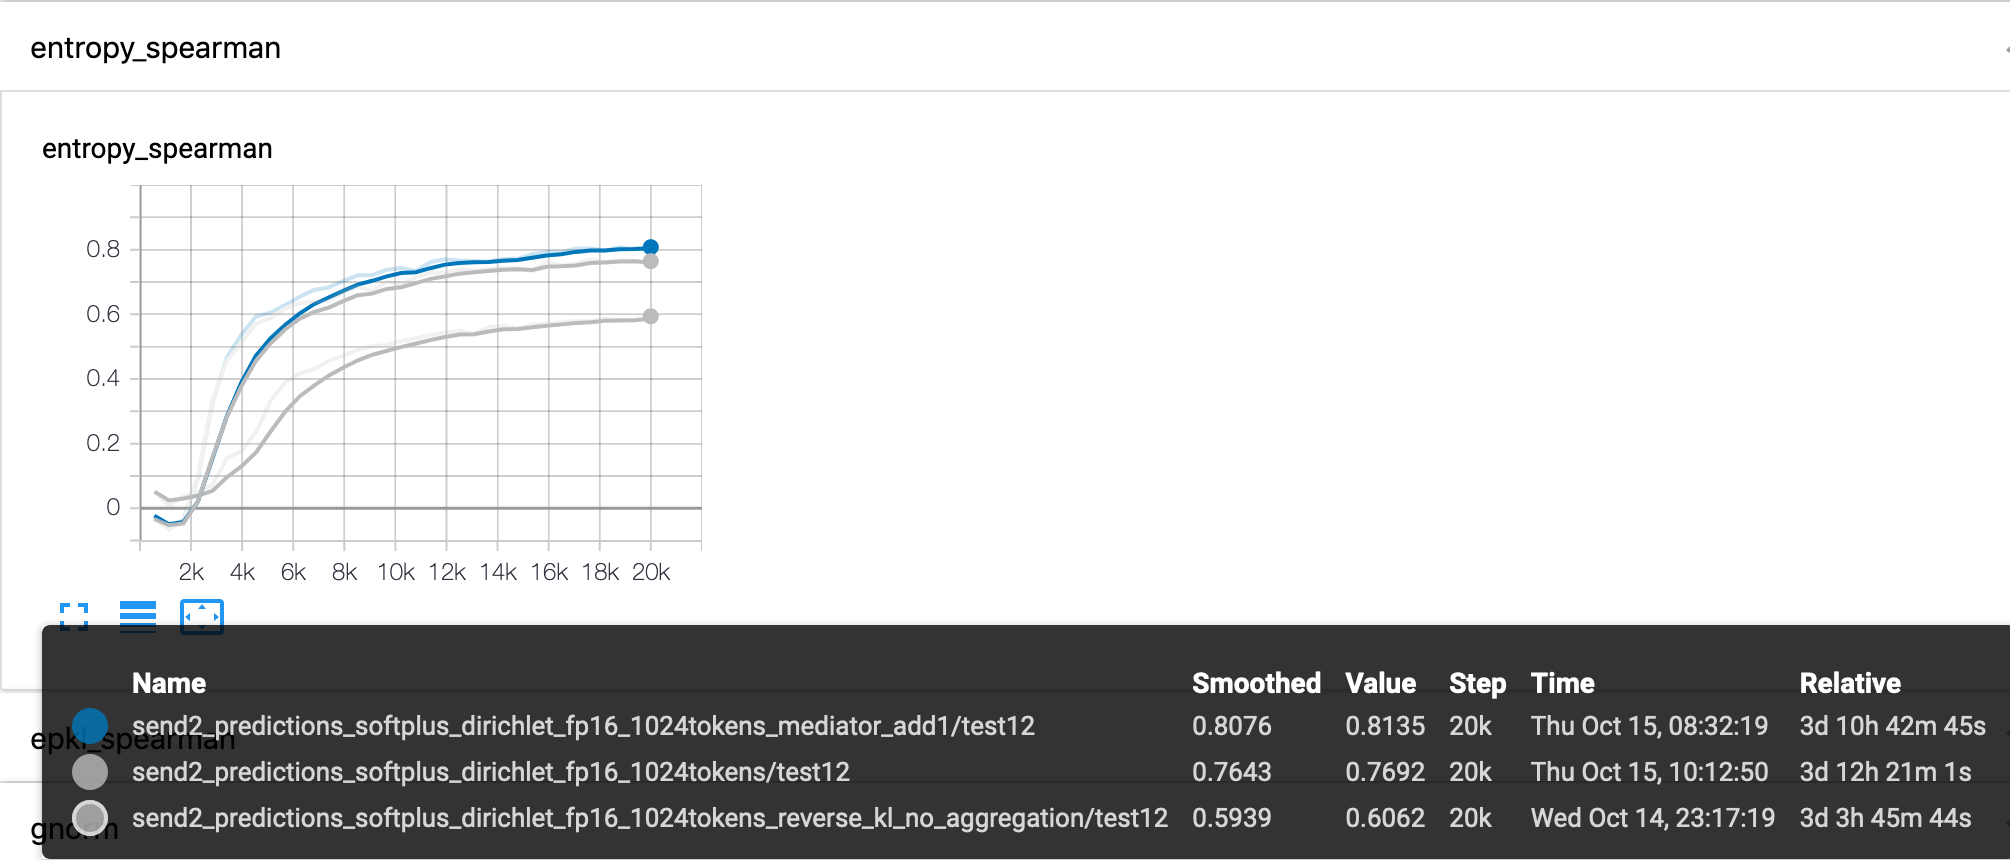 entropy_spearman
entropy_spearman
0.8
0.6
0.4
0.2
0
2k 4k 6k 8k 10k 12k 14k 16k 18k 20k
Name Smoothed Value Step Time Relative
send2_predictions_softplus_dirichlet_fp16_1024tokens_mediator_add1/test12 0.8076 0.8135 20k Thu Oct 15, 08:32:19 3d 10h 42m 45s
epkl_spearman
send2_predictions_softplus_dirichlet_fp16_1024tokens/test12 0.7643 0.7692 20k Thu Oct 15, 10:12:50 3d 12h 21m 1s
send2_predictions_softplus_dirichlet_fp16_1024tokens_reverse_kl_no_aggregation/test12 0.5939 0.6062 20k Wed Oct 14, 23:17:19 3d 3h 45m 44s
gnorm